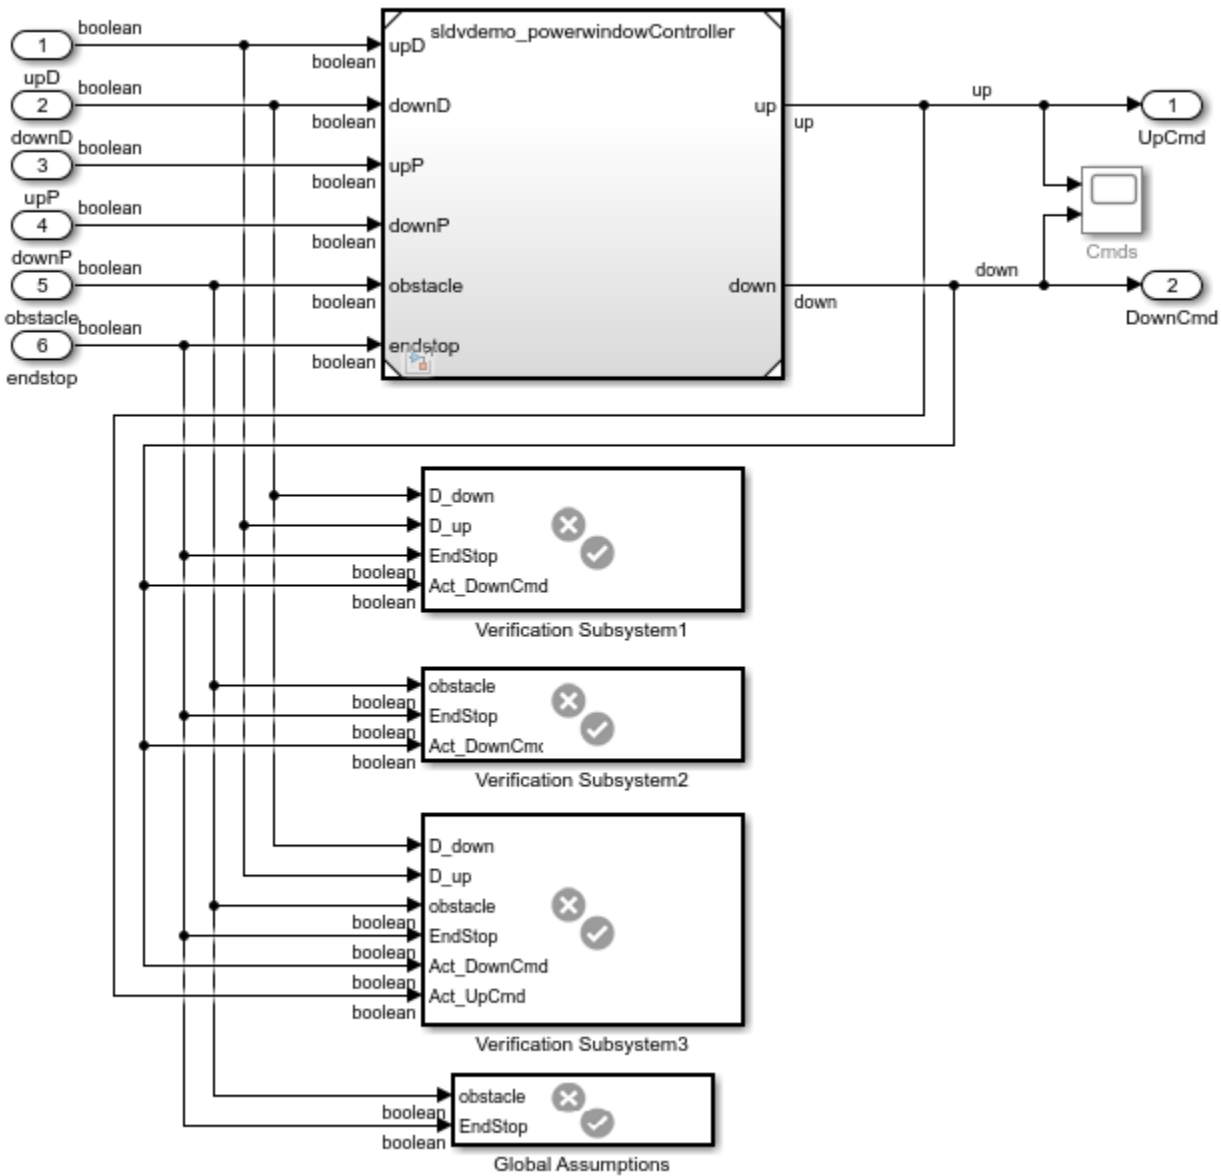 boolean
1
upD
boolean
2
downD
boolean
3
upP
boolean
4
downP
boolean
5
obstacle
boolean
6
endstop
sldvdemo_powerwindowController
upD
boolean
downD
boolean
upP
boolean
downP
boolean
obstacle
boolean
endstop
boolean
up
up
down
down
up
1
UpCmd
Cmds
down
2
DownCmd
D_down
D_up
EndStop
boolean
Act_DownCmd
boolean
Verification Subsystem1
obstacle
boolean
EndStop
boolean
Act_DownCmc
boolean
Verification Subsystem2
D_down
D_up
obstacle
boolean
EndStop
boolean
Act_DownCmd
boolean
Act_UpCmd
boolean
Verification Subsystem3
obstacle
boolean
EndStop
boolean
Global Assumptions